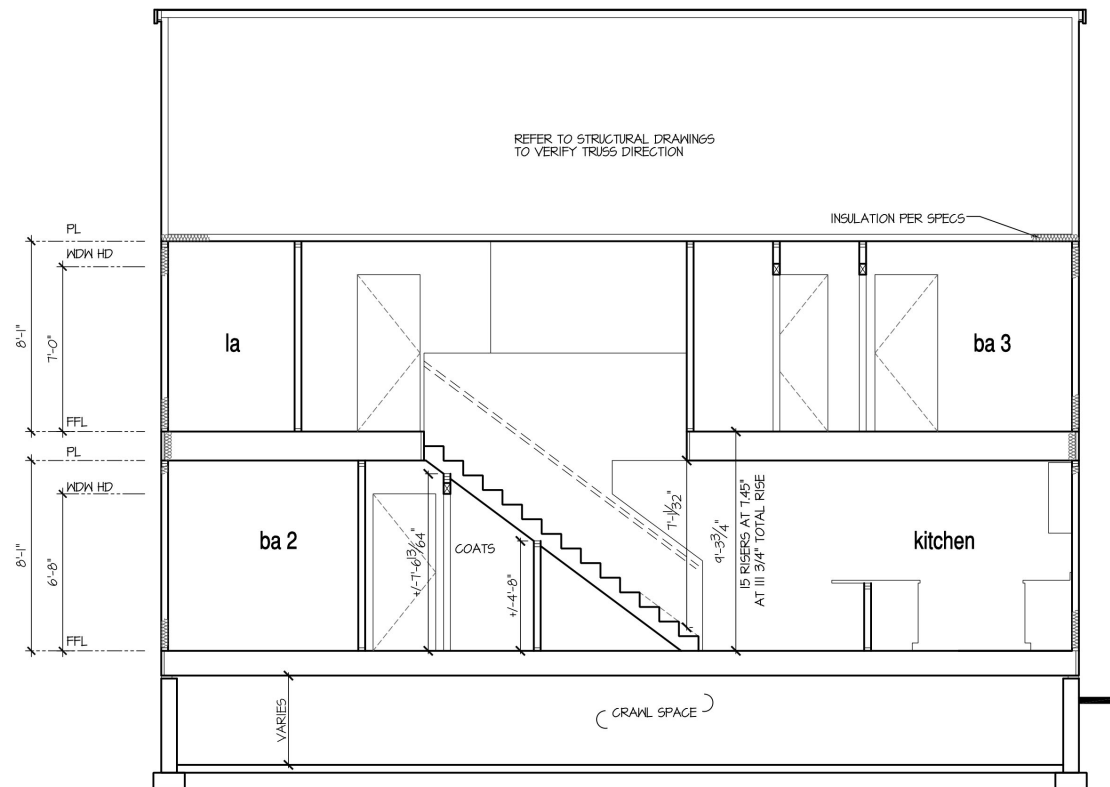 REFER TO STRUCTURAL DRAWINGS
TO VERIFY TRUSS DIRECTION
INSULATION PER SPECS
PL
WDW HD
8'-1"
7'-0"
la
ba 3
FFL
PL
WDW HD
8'-1"
6'-8"
ba 2
+/-7'-6 13/64"
COATS
+/-4'-8"
7'-1/32"
9'-3 3/4"
15 RISERS AT 7.45"
AT 111 3/4" TOTAL RISE
kitchen
FFL
VARIES
CRAWL SPACE